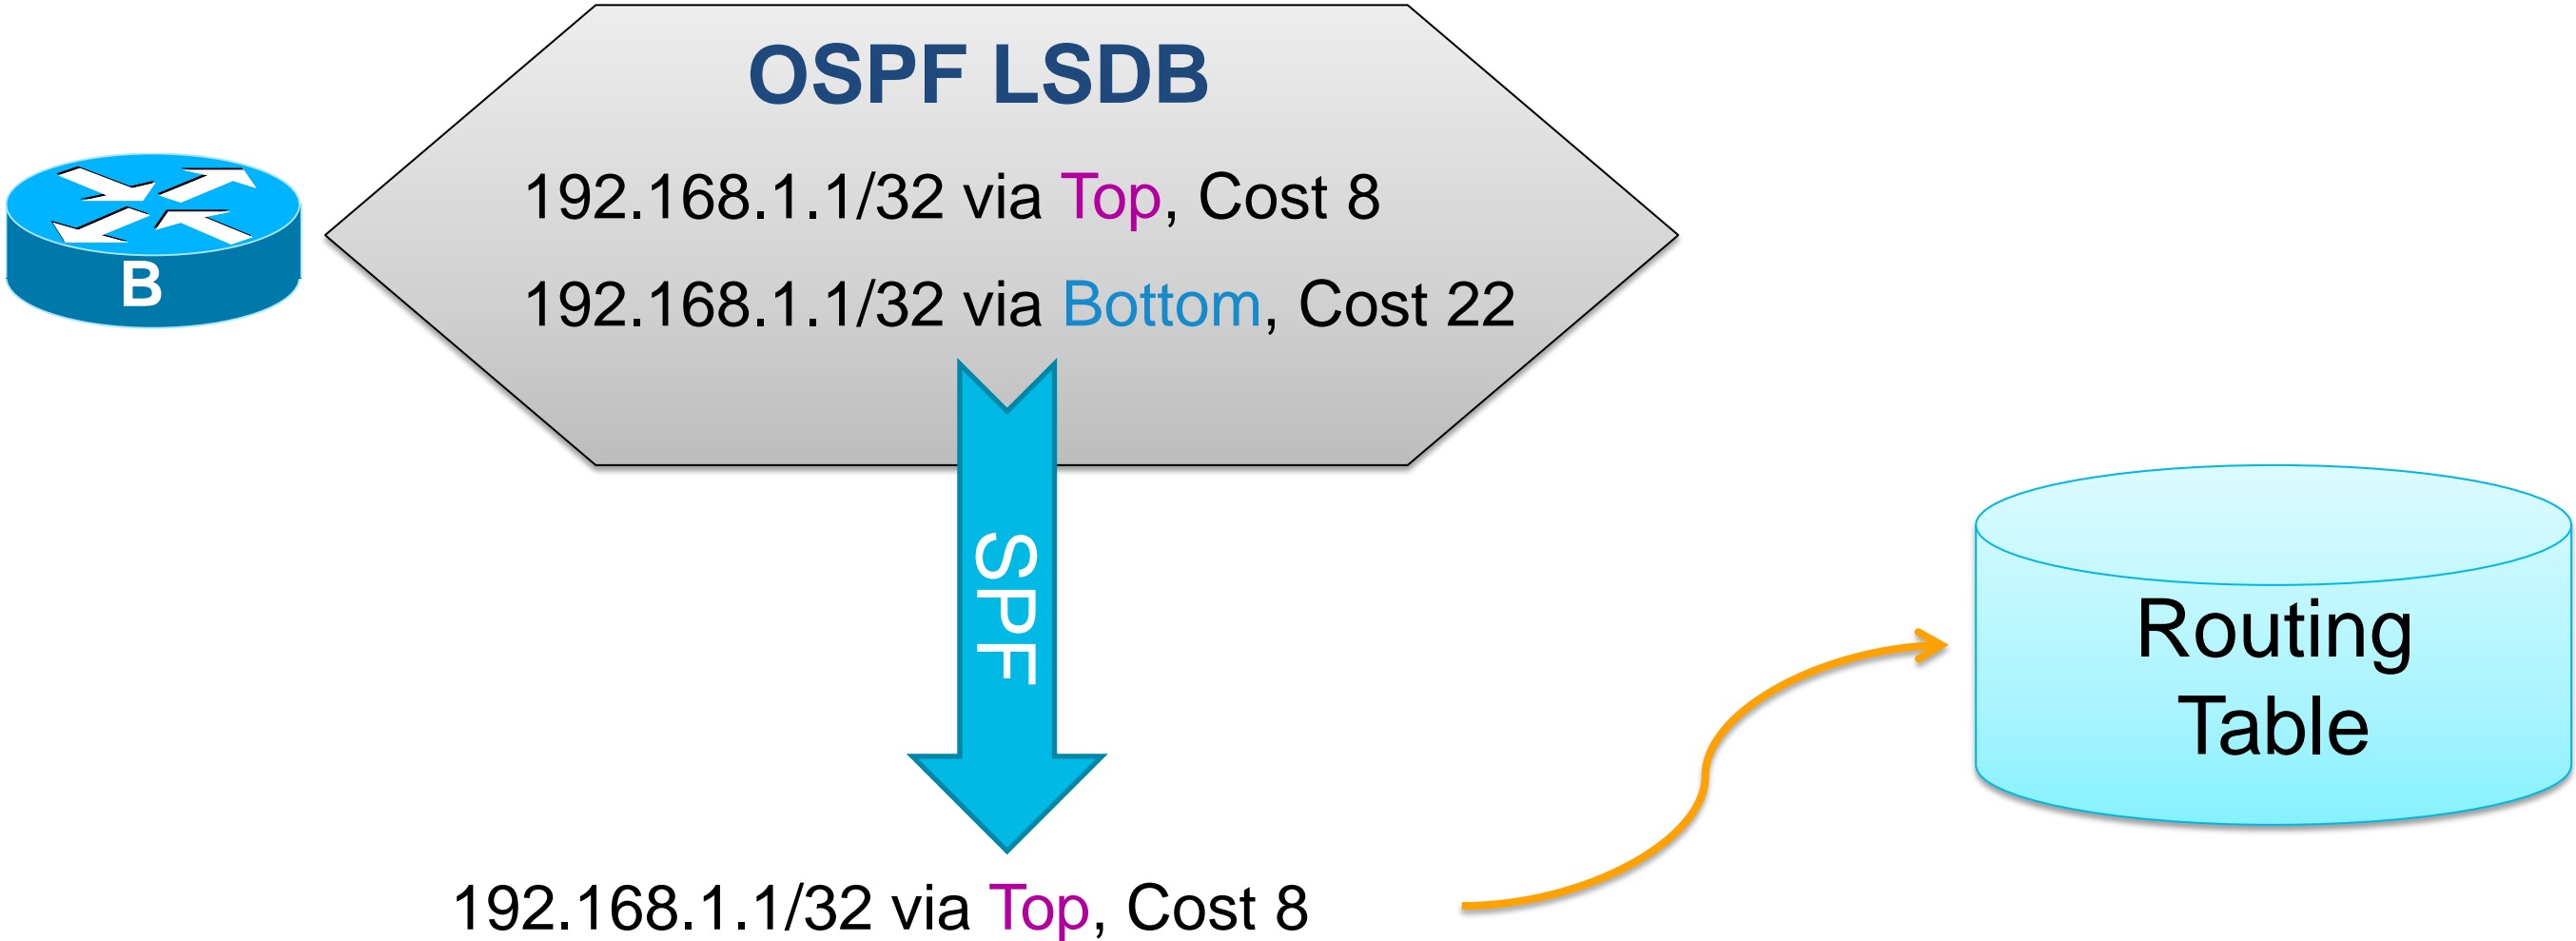 OSPF LSDB
192.168.1.1/32 via Top, Cost 8
B
192.168.1.1/32 via Bottom, Cost 22
SPF
Routing
Table
192.168.1.1/32 via Top, Cost 8